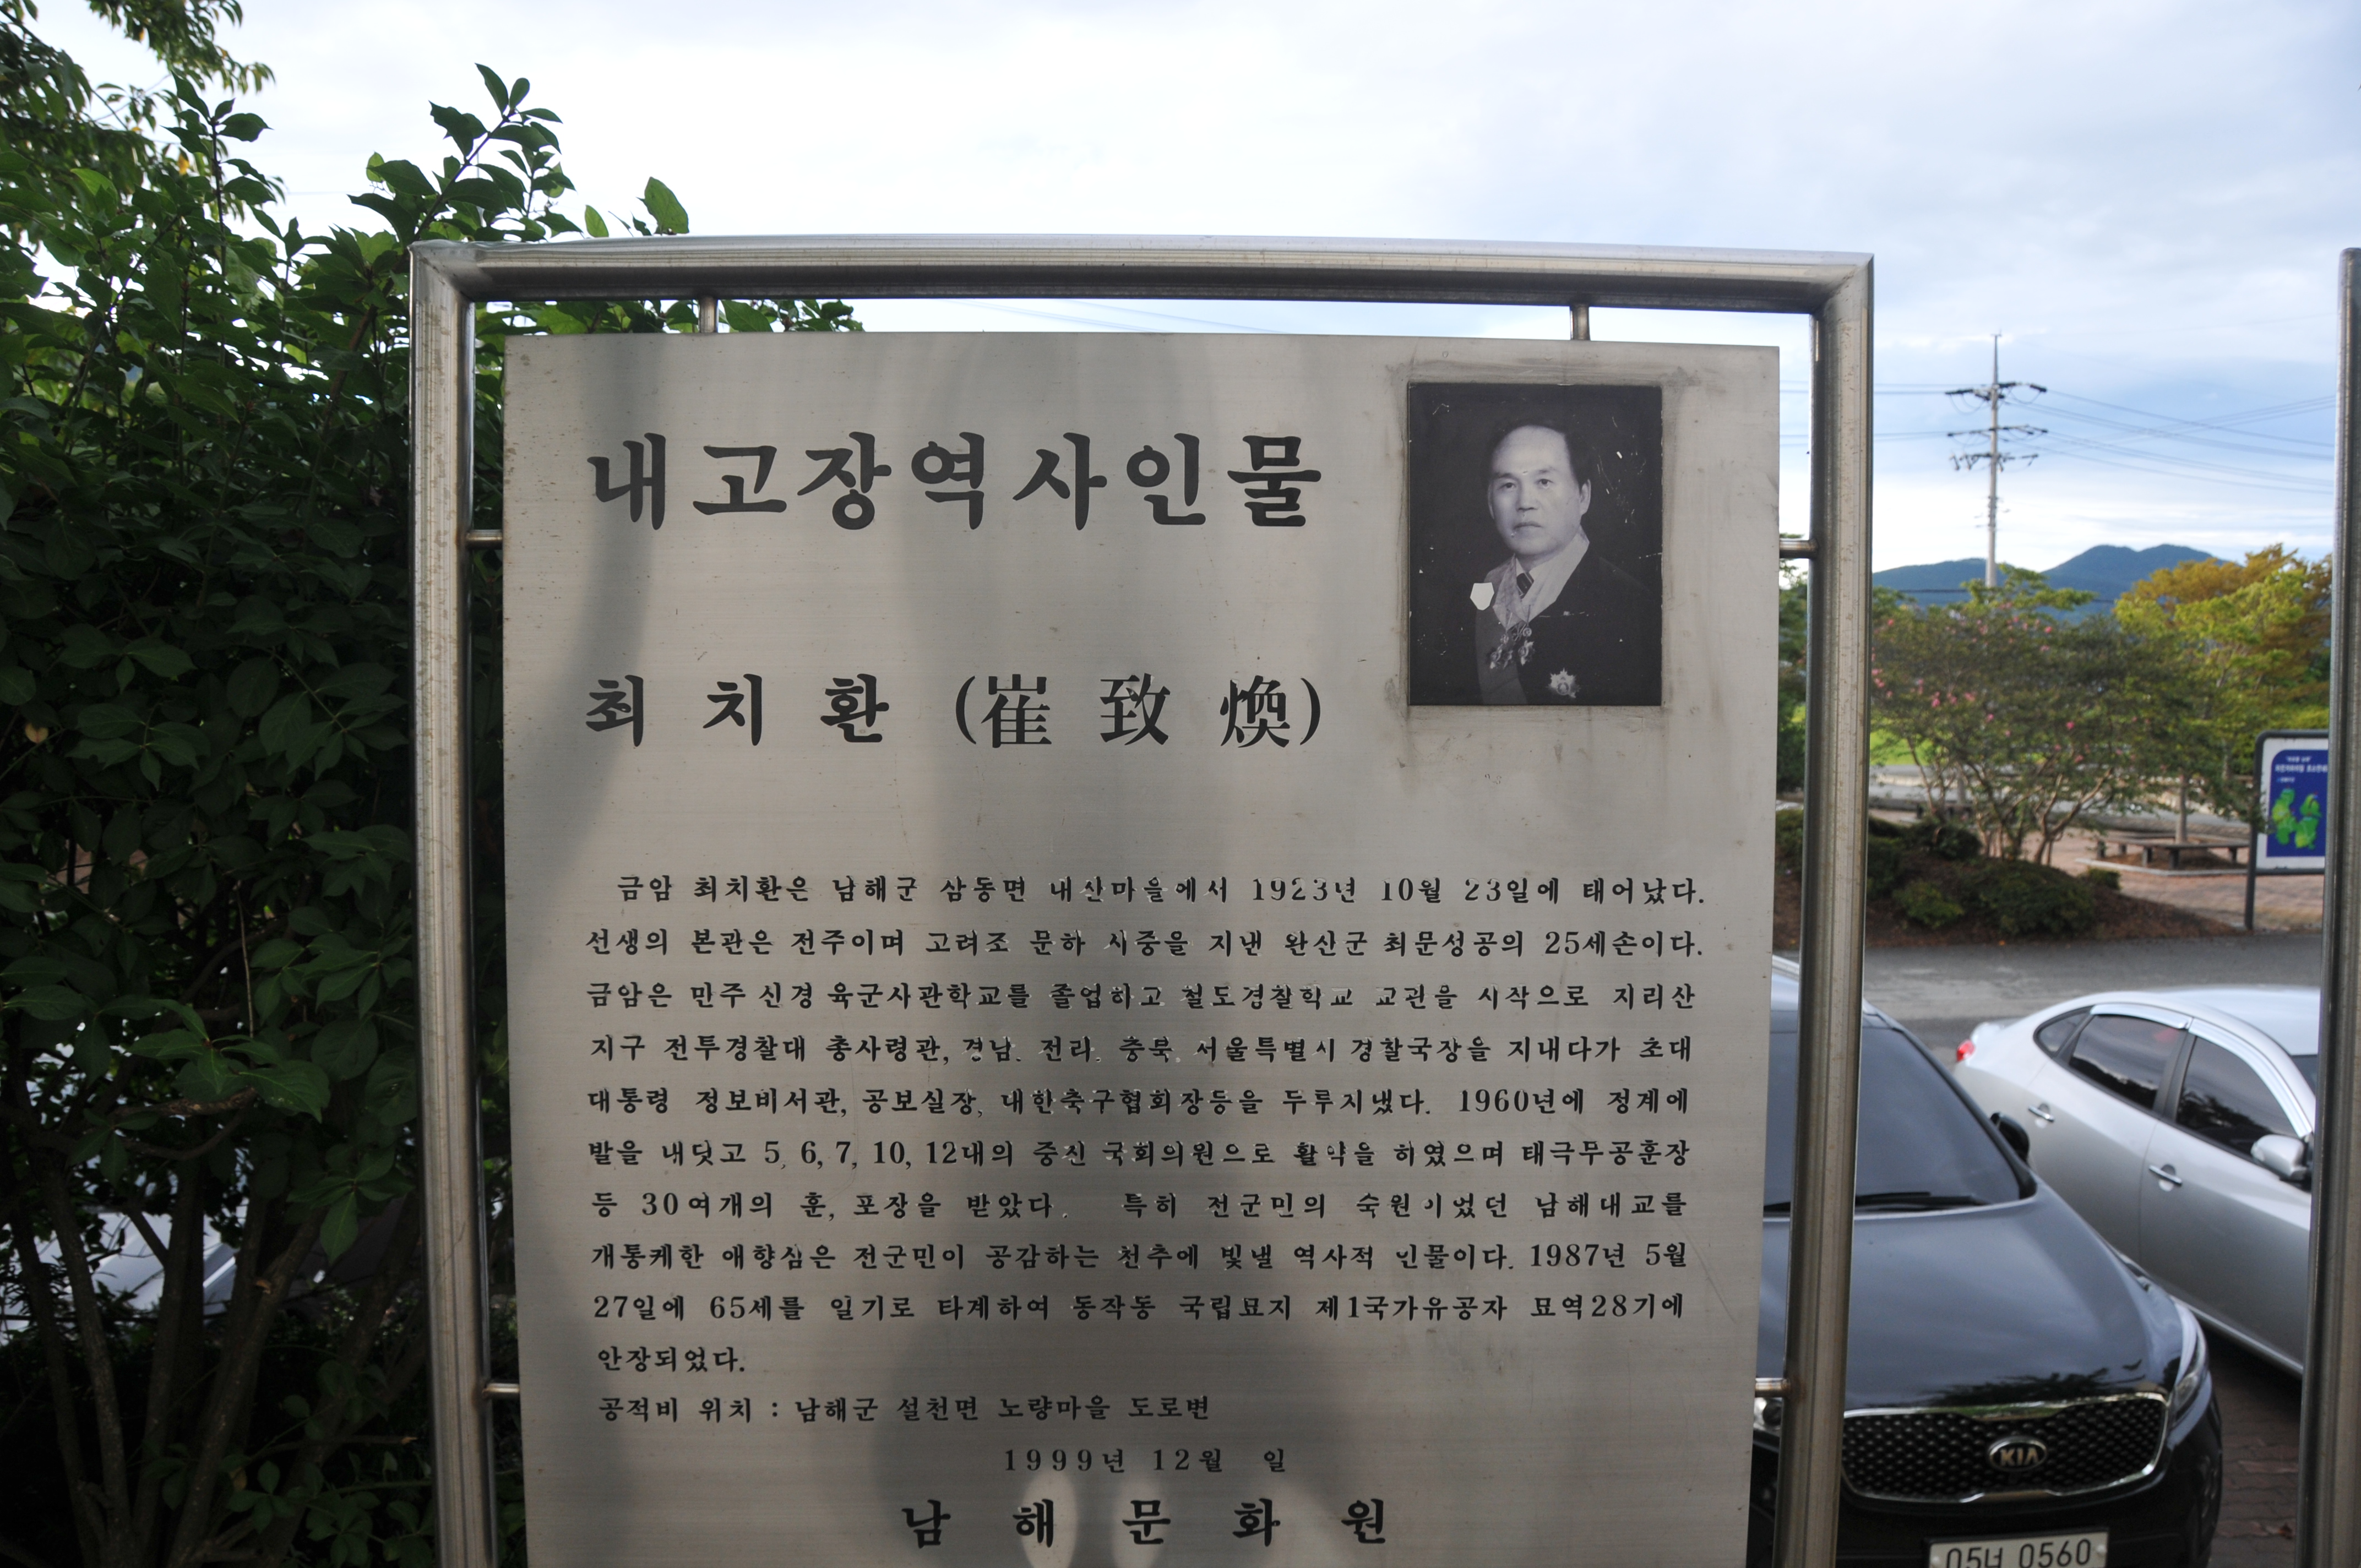 내고장역사인물
최 치 환 (崔 致 煥)
금암 최치환은 남해군 삼동면 내산마을에서 1923년 10월 23일에 태어났다.
선생의 본관은 전주이며 고려조 문하 시중을 지낸 완산군 최문성공의 25세손이다.
금암은 만주 신경 육군사관학교를 졸업하고 철도경찰학교 교관을 시작으로 지리산
지구 전투경찰대 총사령관, 경남, 전라, 충북, 서울특별시 경찰국장을 지내다가 초대
대통령 정보비서관, 공보실장, 대한축구협회장등을 두루지냈다. 1960년에 정계에
발을 내딧고 5, 6, 7, 10, 12대의 중진 국회의원으로 활약을 하였으며 태극무공훈장
등 30여개의 훈, 포장을 받았다. 특히 전군민의 숙원이었던 남해대교를
개통케한 애향심은 전군민이 공감하는 천추에 빛낼 역사적 인물이다. 1987년 5월
27일에 65세를 일기로 타계하여 동작동 국립묘지 제1국가유공자 묘역28기에
안장되었다.
공적비 위치 : 남해군 설천면 노량마을 도로변
1999년 12월 일
남 해 문 화 원
KIA
05너 0560